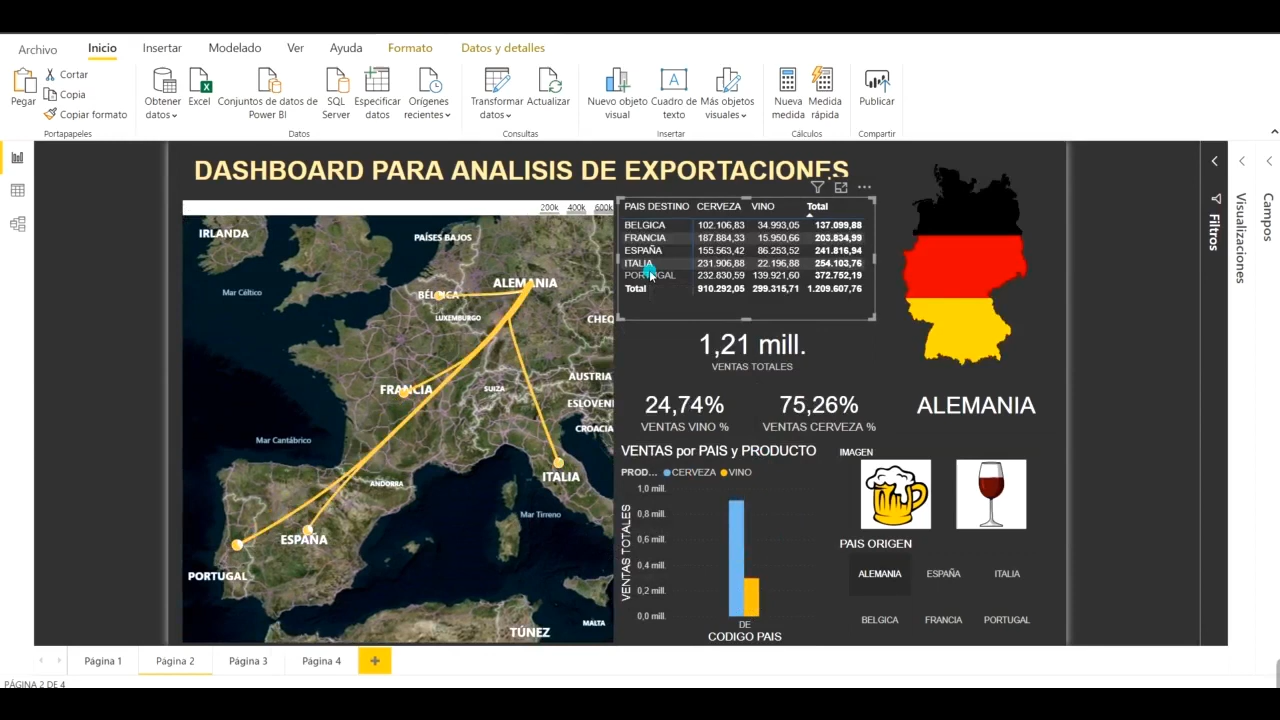 Archivo Inicio Insertar Modelado Ver Ayuda Formato Datos y detalles
Pegar
Cortar
Copia
Copiar formato
Portapapeles
Obtener datos
Excel
Conjuntos de datos de Power BI
SQL Server
Especificar datos
Orígenes recientes
Datos
Transformar datos
Actualizar
Consultas
Nuevo objeto visual
Cuadro de texto
Más objetos visuales
Insertar
Nueva medida
Medida rápida
Cálculos
Publicar
Compartir
DASHBOARD PARA ANALISIS DE EXPORTACIONES
200k 400k 600k
IRLANDA
PAÍSES BAJOS
Mar Céltico
ALEMANIA
BÉLGICA
LUXEMBURGO
CHEQ
FRANCIA
SUIZA
AUSTRIA
ESLOVEN
CROACIA
Mar Cantábrico
ANDORRA
ITALIA
Mar Tirreno
ESPAÑA
PORTUGAL
TÚNEZ
MALTA
PAIS DESTINO CERVEZA VINO Total
BELGICA 102.106,83 34.993,05 137.099,88
FRANCIA 187.884,33 15.950,66 203.834,99
ESPAÑA 155.563,42 86.253,52 241.816,94
ITALIA 231.906,88 22.196,88 254.103,76
PORTUGAL 232.830,59 139.921,60 372.752,19
Total 910.292,05 299.315,71 1.209.607,76
1,21 mill.
VENTAS TOTALES
24,74% 75,26%
VENTAS VINO % VENTAS CERVEZA %
ALEMANIA
VENTAS por PAIS y PRODUCTO
PROD... CERVEZA VINO
1,0 mill.
0,8 mill.
0,6 mill.
0,4 mill.
0,2 mill.
0,0 mill.
VENTAS TOTALES
DE
CODIGO PAIS
IMAGEN
PAIS ORIGEN
ALEMANIA ESPAÑA ITALIA
BELGICA FRANCIA PORTUGAL
Filtros
Visualizaciones
Campos
Página 1 Página 2 Página 3 Página 4
PÁGINA 2 DE 4